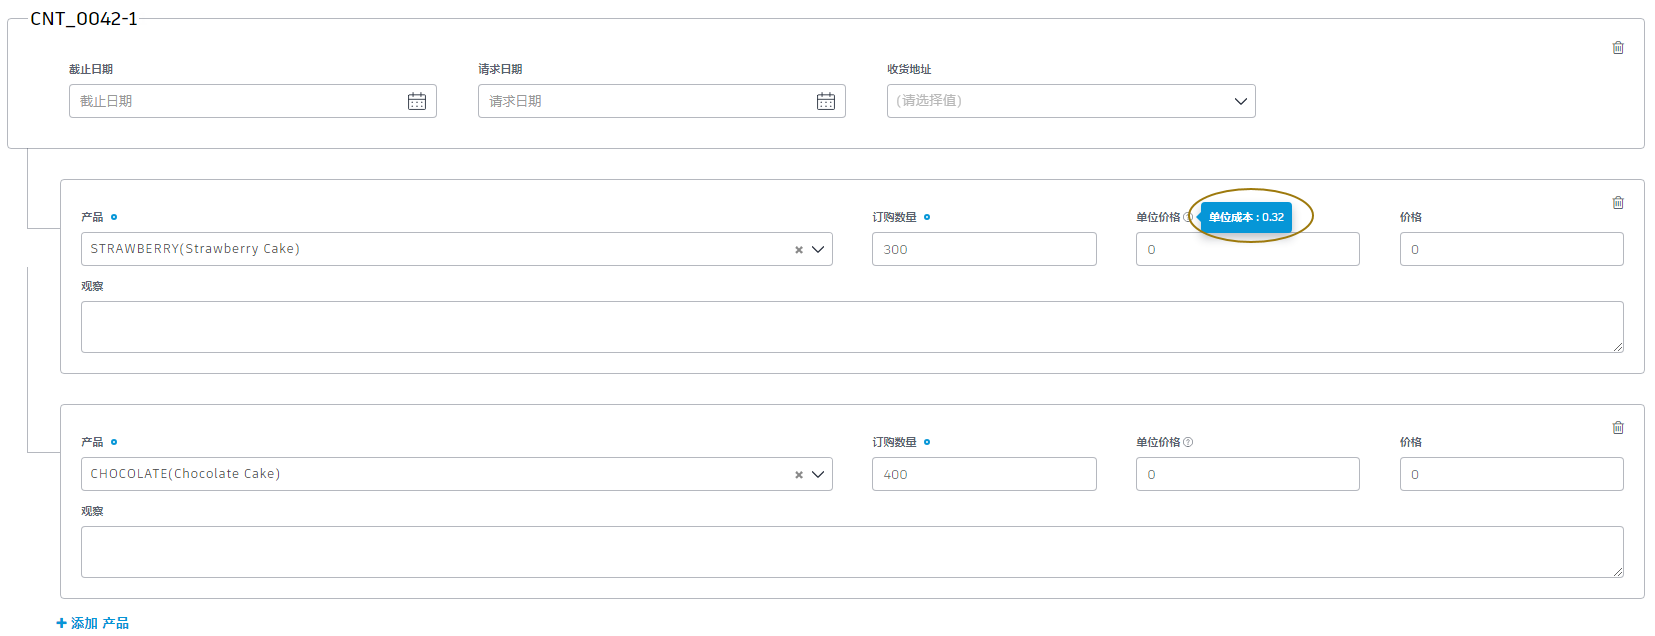 CNT_0042-1
截止日期 请求日期 收货地址
截止日期 请求日期 (请选择值)
产品 订购数量 单位价格 ? 单位成本 : 0.32 价格
STRAWBERRY(Strawberry Cake) 300 0 0
观察
产品 订购数量 单位价格 ? 价格
CHOCOLATE(Chocolate Cake) 400 0 0
观察
+ 添加 产品